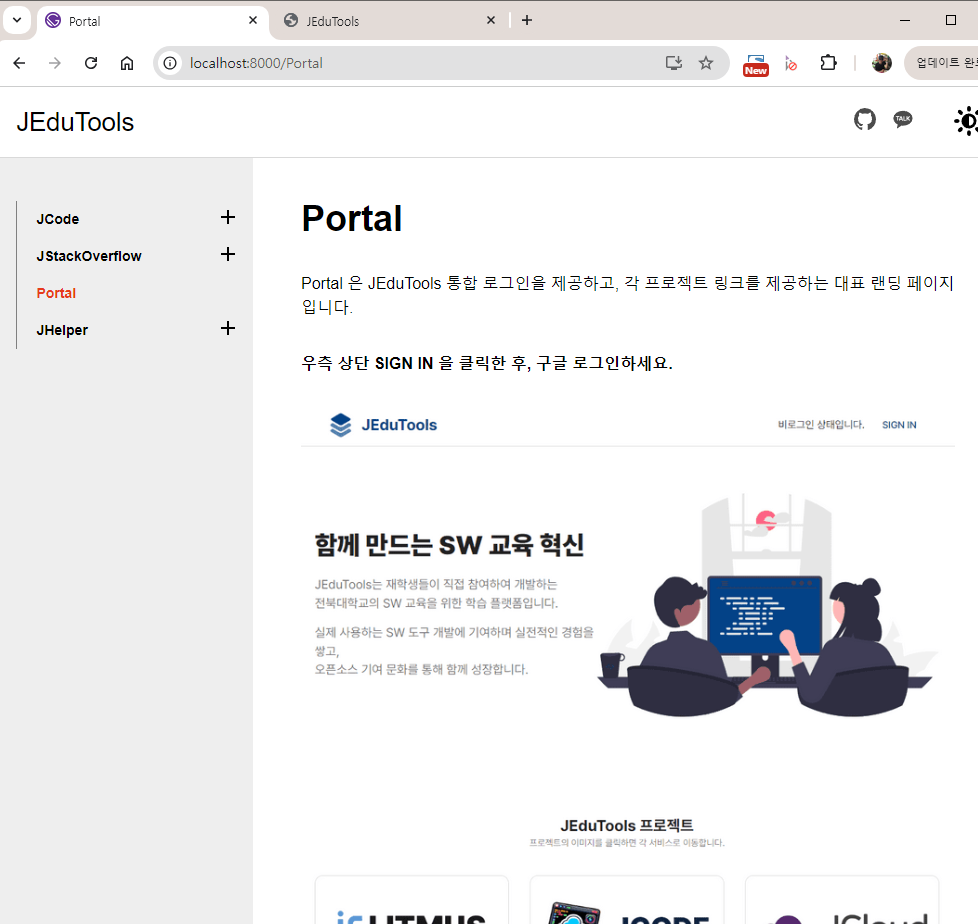 Portal
JEduTools
localhost:8000/Portal
New
업데이트 완료
JEduTools
TALK
JCode
JStackOverflow
Portal
JHelper
Portal
Portal 은 JEduTools 통합 로그인을 제공하고, 각 프로젝트 링크를 제공하는 대표 랜딩 페이지
입니다.
우측 상단 SIGN IN 을 클릭한 후, 구글 로그인하세요.
JEduTools
비로그인 상태입니다.
SIGN IN
함께 만드는 SW 교육 혁신
JEduTools는 재학생들이 직접 참여하여 개발하는
전북대학교의 SW 교육을 위한 학습 플랫폼입니다.
실제 사용하는 SW 도구 개발에 기여하며 실전적인 경험을
쌓고,
오픈소스 기여 문화를 통해 함께 성장합니다.
JEduTools 프로젝트
프로젝트의 이미지를 클릭하면 각 서비스로 이동합니다.
LITMUS
JCODE
JCloud